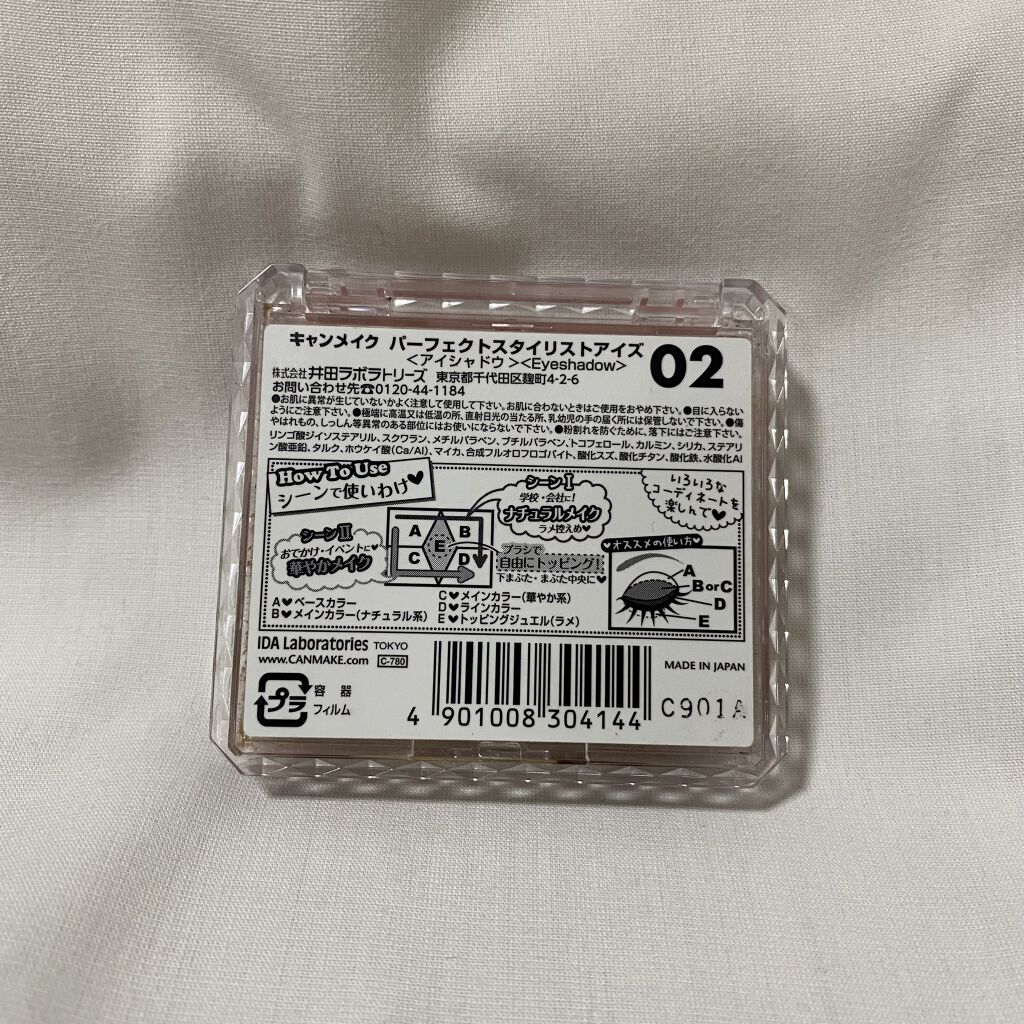 キャンメイク パーフェクトスタイリストアイズ
＜アイシャドウ＞＜Eyeshadow＞
02
株式会社 井田ラボラトリーズ 東京都千代田区麹町4-2-6
お問い合わせ先☎0120-44-1184
●お肌に異常が生じていないかよく注意して使用して下さい。お肌に合わないときはご使用をおやめ下さい。●目に入らない
ようにご注意下さい。●極端に高温又は低温の所、直射日光の当たる所、乳幼児の手の届く所には保管しないで下さい。●傷
やはれもの、しっしん等異常のある部位にはお使いにならないで下さい。●粉割れを防ぐために、落下にはご注意下さい。
リンゴ酸ジイソステアリル、スクワラン、メチルパラベン、ブチルパラベン、トコフェロール、カルミン、シリカ、ステアリ
ン酸亜鉛、タルク、ホウケイ酸(Ca/Al)、マイカ、合成フルオロフロゴパイト、酸化スズ、酸化チタン、酸化鉄、水酸化Al
How To Use
シーンで使いわけ♥
シーンI
学校・会社に!
ナチュラルメイク
ラメ控えめ♥
いろいろな
コーディネートを
楽しんで♥
シーンII
おでかけ・イベントに♥
華やかメイク
A B
E
C D
ブラシで
自由にトッピング!
下まぶた・まぶた中央に♥
♥オススメの使い方♥
A
B or C
D
E
A♥ベースカラー
B♥メインカラー(ナチュラル系)
C♥メインカラー(華やか系)
D♥ラインカラー
E♥トッピングジュエル(ラメ)
IDA Laboratories TOKYO
www.CANMAKE.com C-780
MADE IN JAPAN
プラ
容器
フィルム
4 901008 304144
C901A